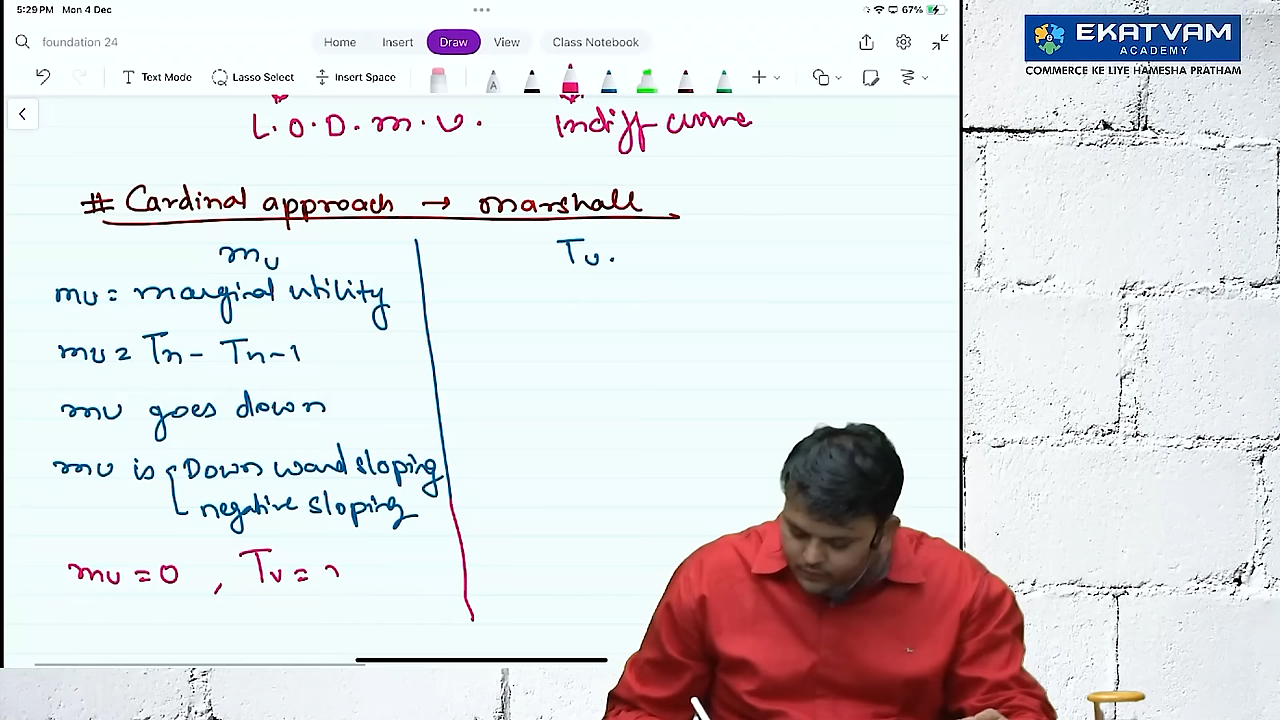 5:29 PM Mon 4 Dec
67%
foundation 24
Home Insert Draw View Class Notebook
Text Mode Lasso Select Insert Space
EKATVAM
ACADEMY
COMMERCE KE LIYE HAMESHA PRATHAM
L.O.D.m.U. Indiff curve
# Cardinal approach → marshall
mu
mu = marginal utility
mu = Tn - Tn-1
mu goes down
mu is Down ward sloping
negative sloping
mu = 0 , Tu =
Tu.